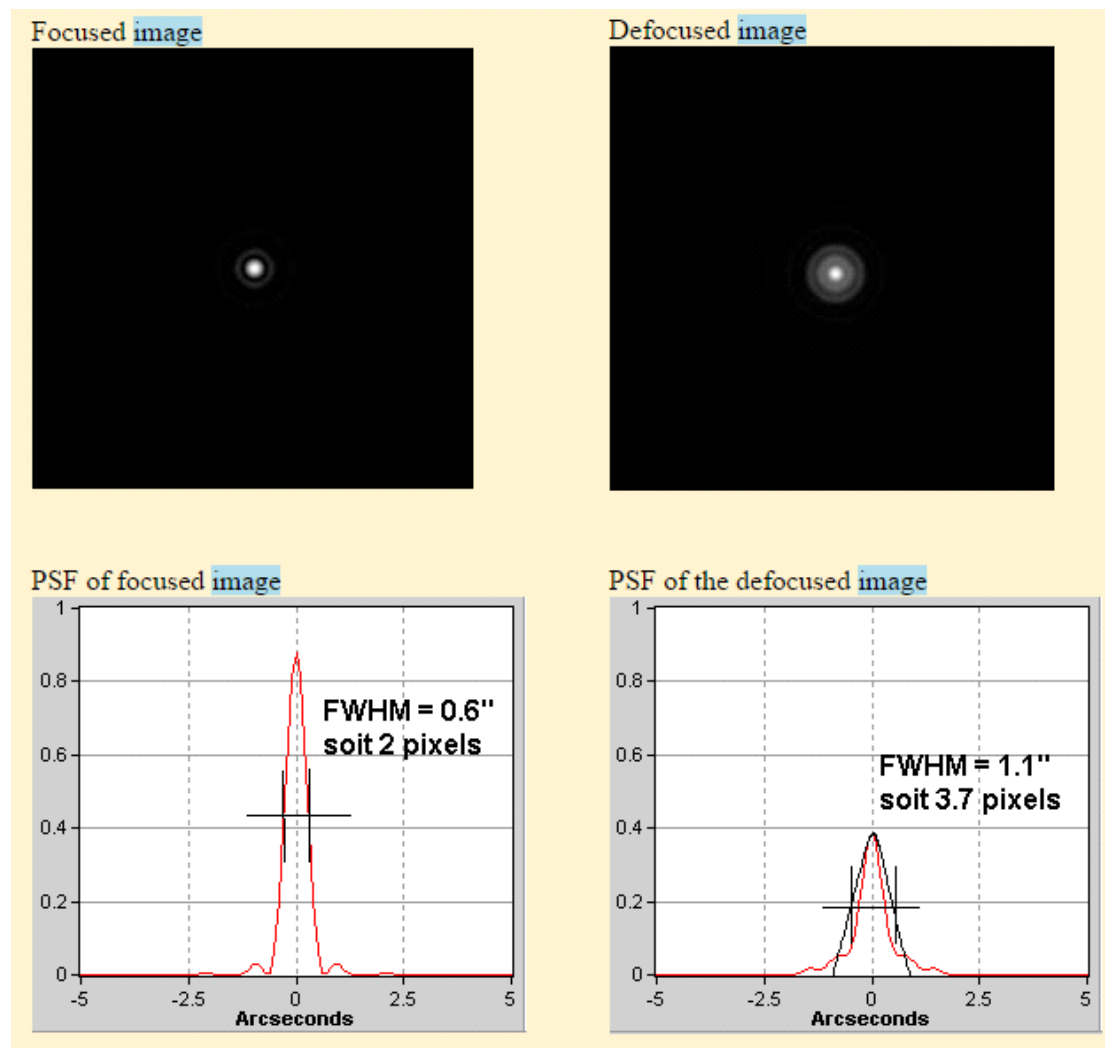 Focused image
Defocused image
PSF of focused image
1
0.8
0.6
0.4
0.2
0
FWHM = 0.6"
soit 2 pixels
-5
-2.5
0
2.5
5
Arcseconds
PSF of the defocused image
1
0.8
0.6
0.4
0.2
0
FWHM = 1.1"
soit 3.7 pixels
-5
-2.5
0
2.5
5
Arcseconds